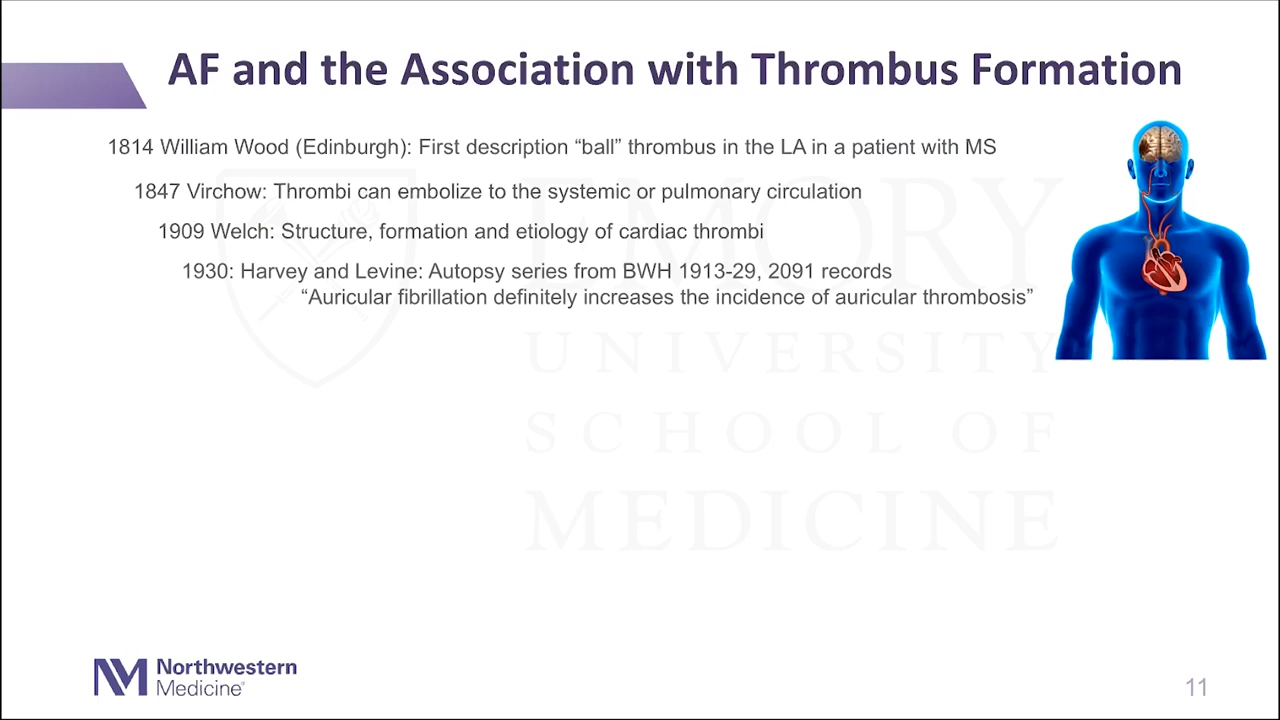 AF and the Association with Thrombus Formation
1814 William Wood (Edinburgh): First description “ball” thrombus in the LA in a patient with MS
1847 Virchow: Thrombi can embolize to the systemic or pulmonary circulation
1909 Welch: Structure, formation and etiology of cardiac thrombi
1930: Harvey and Levine: Autopsy series from BWH 1913-29, 2091 records
“Auricular fibrillation definitely increases the incidence of auricular thrombosis”
EMORY
UNIVERSITY
SCHOOL OF
MEDICINE
Northwestern
Medicine
11